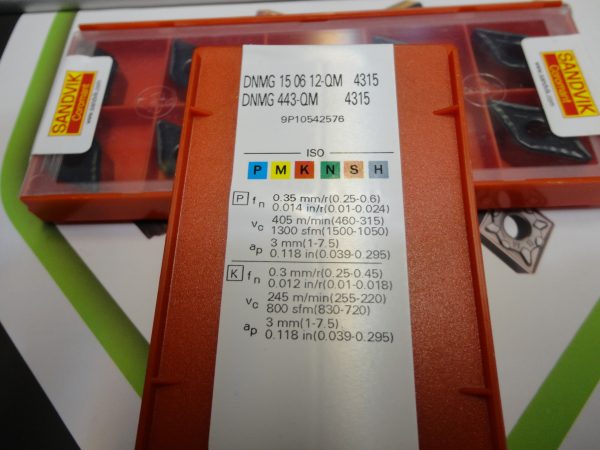 SANDVIK
Coromant
SANDVIK
Coromant
DNMG 15 06 12-QM 4315
DNMG 443-QM 4315
9P10542576
ISO
P M K N S H
P fn 0.35 mm/r(0.25-0.6)
0.014 in/r(0.01-0.024)
vc 405 m/min(460-315)
1300 sfm(1500-1050)
ap 3 mm(1-7.5)
0.118 in(0.039-0.295)
K fn 0.3 mm/r(0.25-0.45)
0.012 in/r(0.01-0.018)
vc 245 m/min(255-220)
800 sfm(830-720)
ap 3 mm(1-7.5)
0.118 in(0.039-0.295)